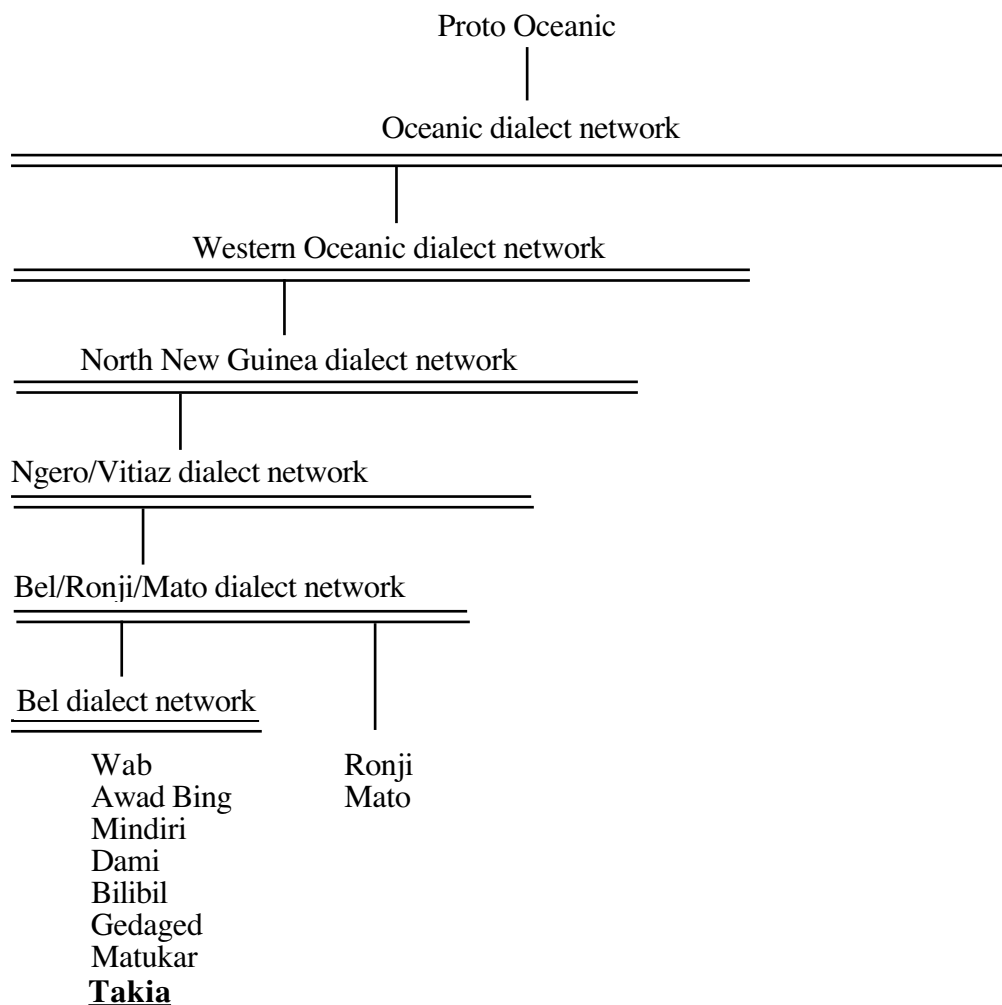 Proto Oceanic
Oceanic dialect network
Western Oceanic dialect network
North New Guinea dialect network
Ngero/Vitiaz dialect network
Bel/Ronji/Mato dialect network
Bel dialect network
Wab Ronji
Awad Bing Mato
Mindiri
Dami
Bilibil
Gedaged
Matukar
Takia